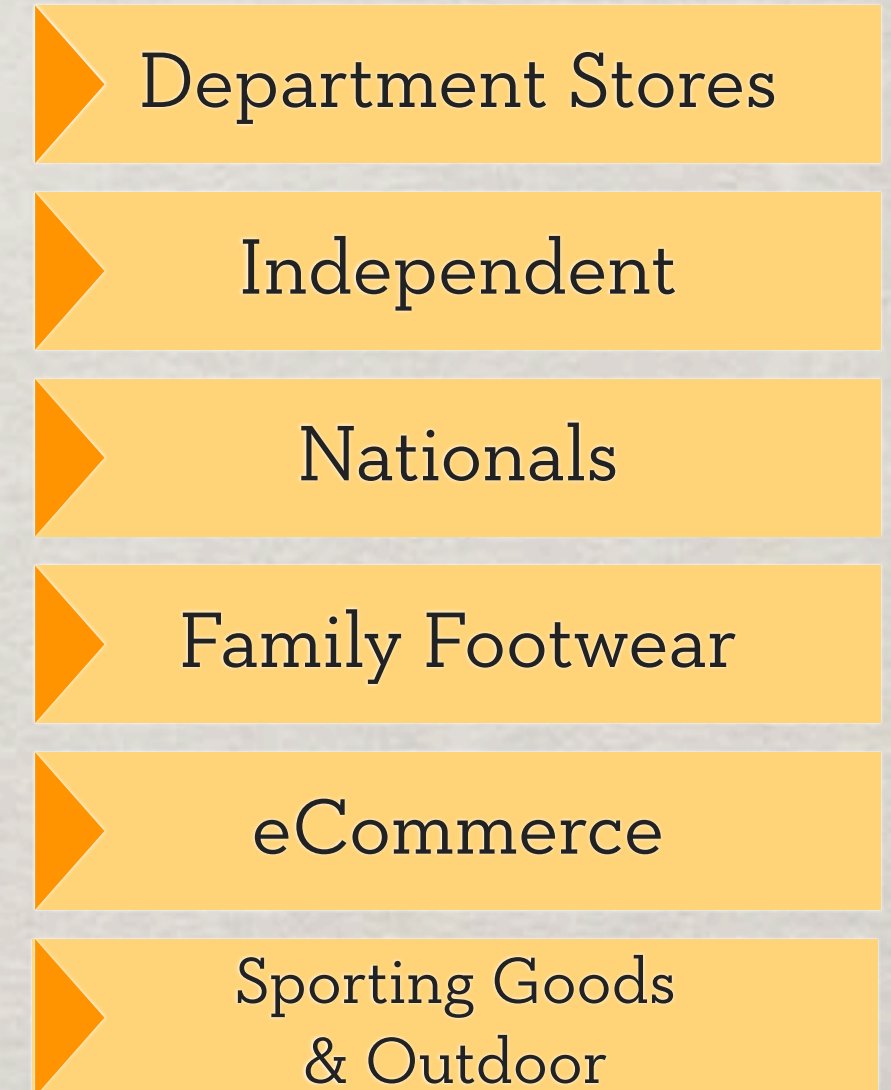 Department Stores
Independent
Nationals
Family Footwear
eCommerce
Sporting Goods
& Outdoor